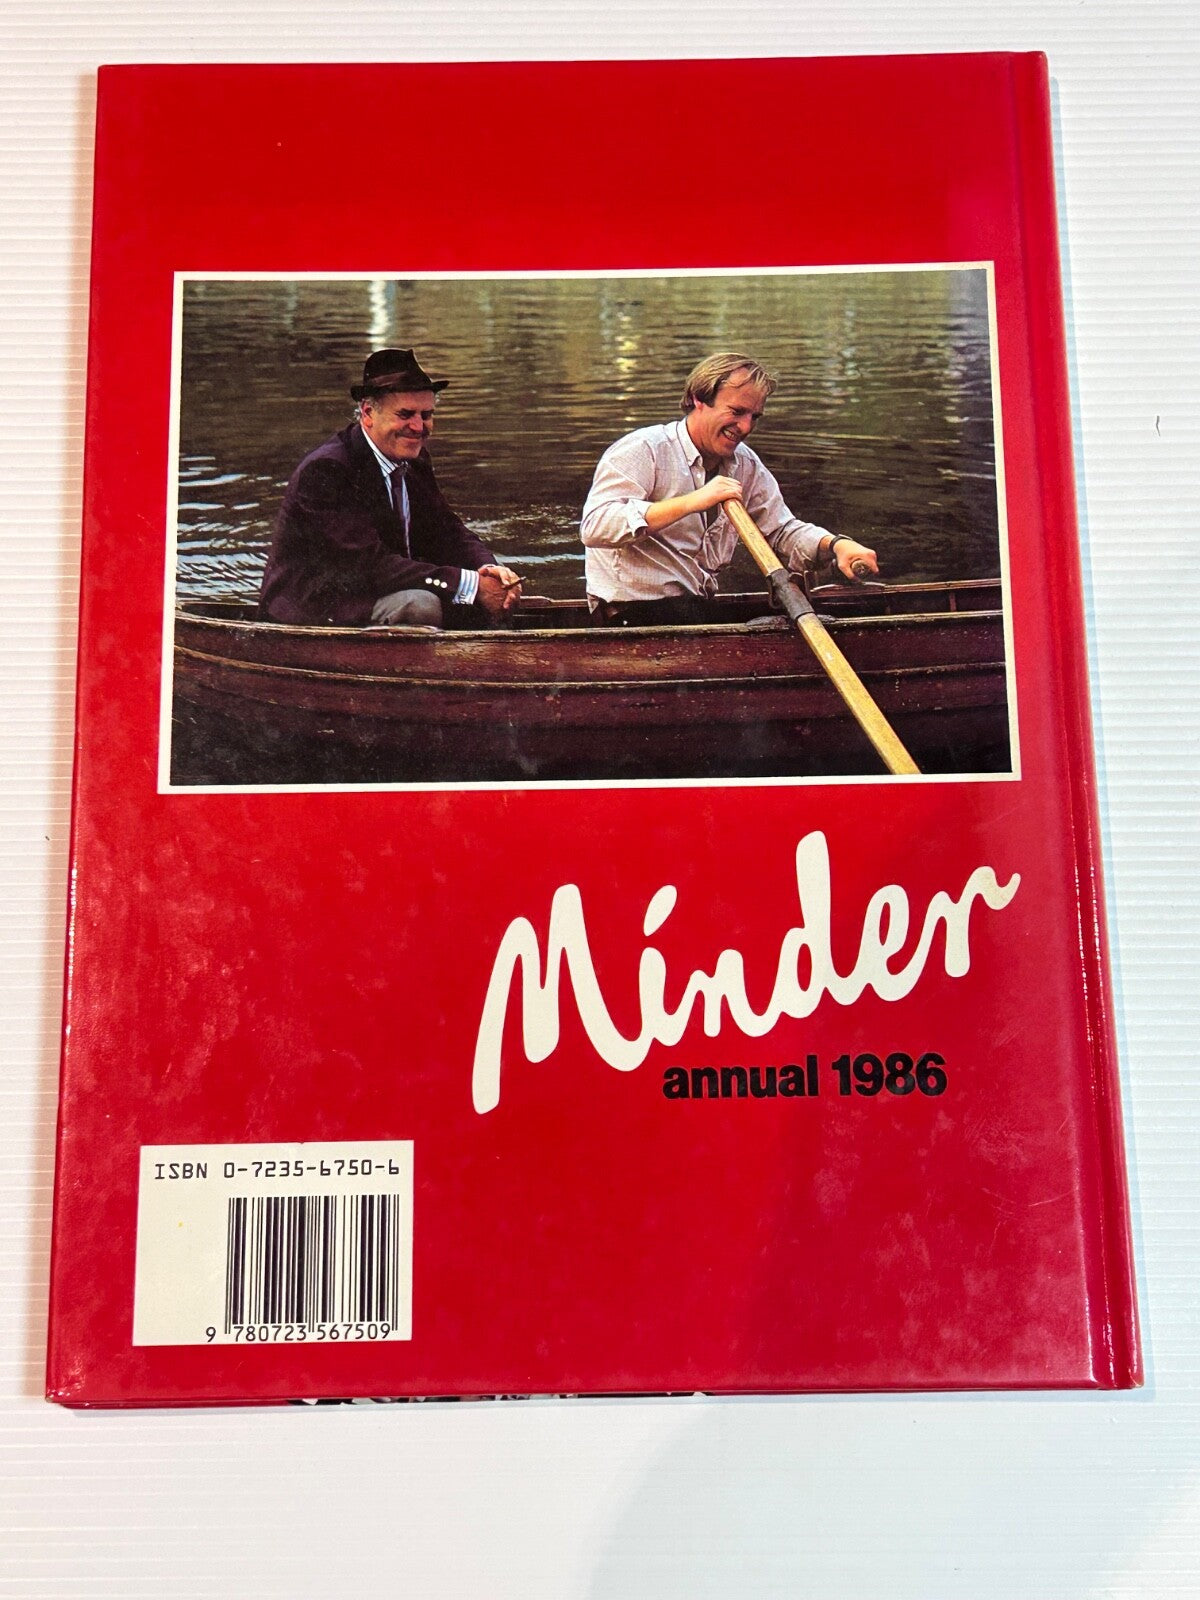 Minder
annual 1986
ISBN 0-7235-6750-6
9 780723 567509